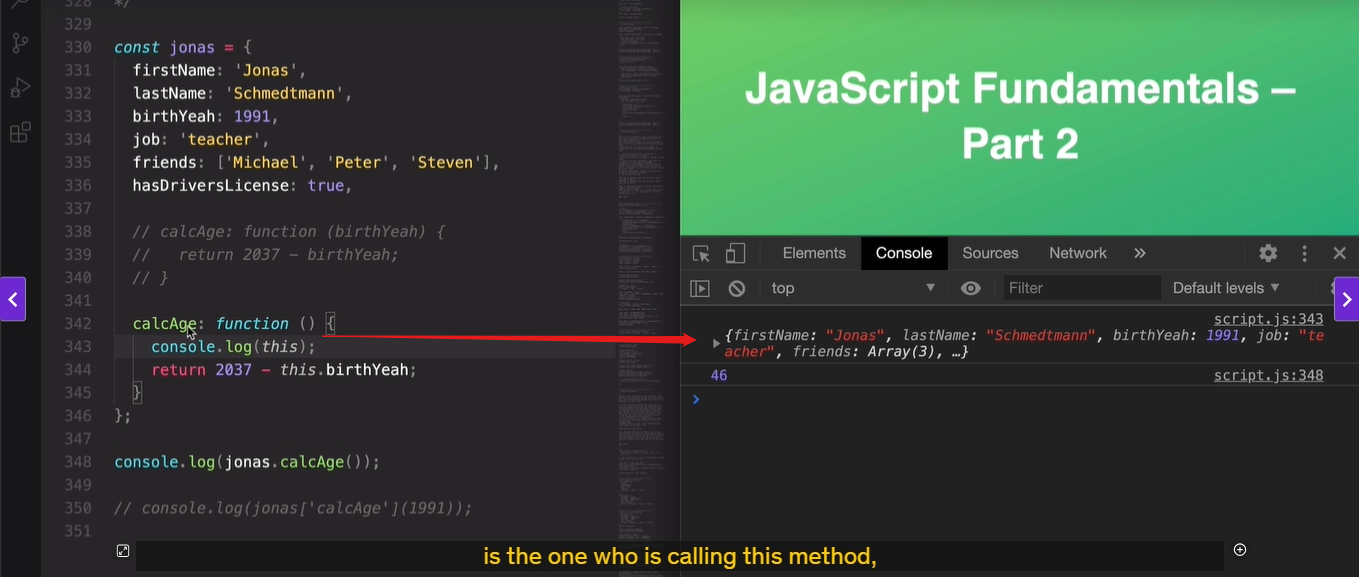 328 */
329
330 const jonas = {
331 firstName: 'Jonas',
332 lastName: 'Schmedtmann',
333 birthYeah: 1991,
334 job: 'teacher',
335 friends: ['Michael', 'Peter', 'Steven'],
336 hasDriversLicense: true,
337
338 // calcAge: function (birthYeah) {
339 //   return 2037 - birthYeah;
340 // }
341
342 calcAge: function () {
343 console.log(this);
344 return 2037 - this.birthYeah;
345 }
346 };
347
348 console.log(jonas.calcAge());
349
350 // console.log(jonas['calcAge'](1991));
351
JavaScript Fundamentals –
Part 2
Elements Console Sources Network »
top Filter Default levels
script.js:343
{firstName: "Jonas", lastName: "Schmedtmann", birthYeah: 1991, job: "te
acher", friends: Array(3), …}
46 script.js:348
is the one who is calling this method,